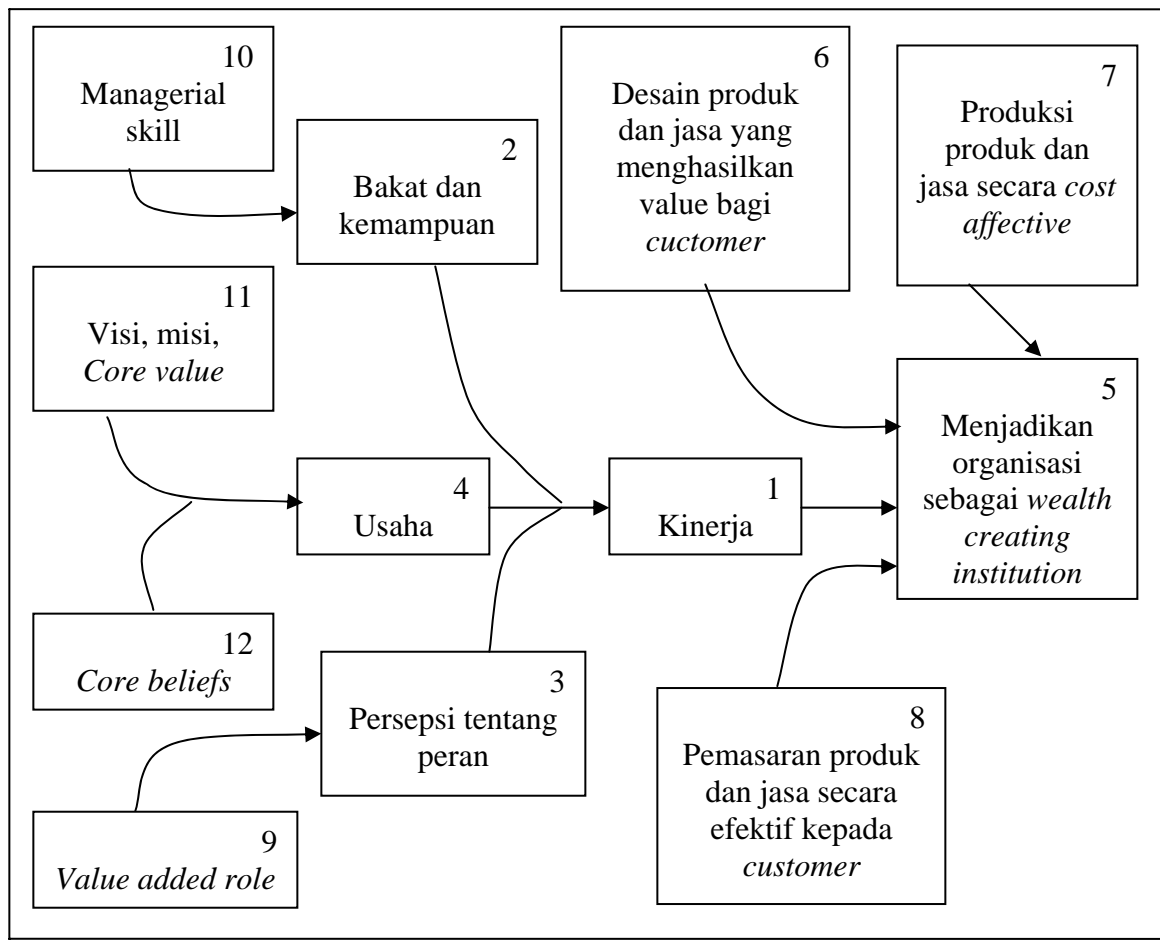 10
Managerial
skill
2
Bakat dan
kemampuan
6
Desain produk
dan jasa yang
menghasilkan
value bagi
cuctomer
7
Produksi
produk dan
jasa secara cost
affective
11
Visi, misi,
Core value
4
Usaha
1
Kinerja
5
Menjadikan
organisasi
sebagai wealth
creating
institution
12
Core beliefs
3
Persepsi tentang
peran
8
Pemasaran produk
dan jasa secara
efektif kepada
customer
9
Value added role